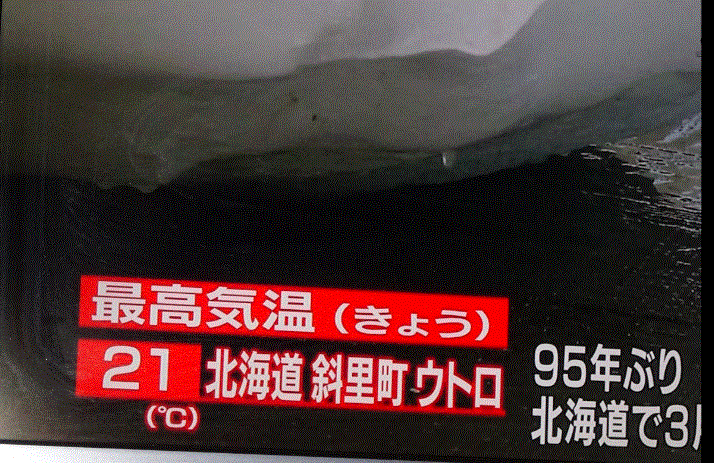 最高気温(きょう)
21 北海道 斜里町 ウトロ
(℃)
95年ぶり
北海道で3